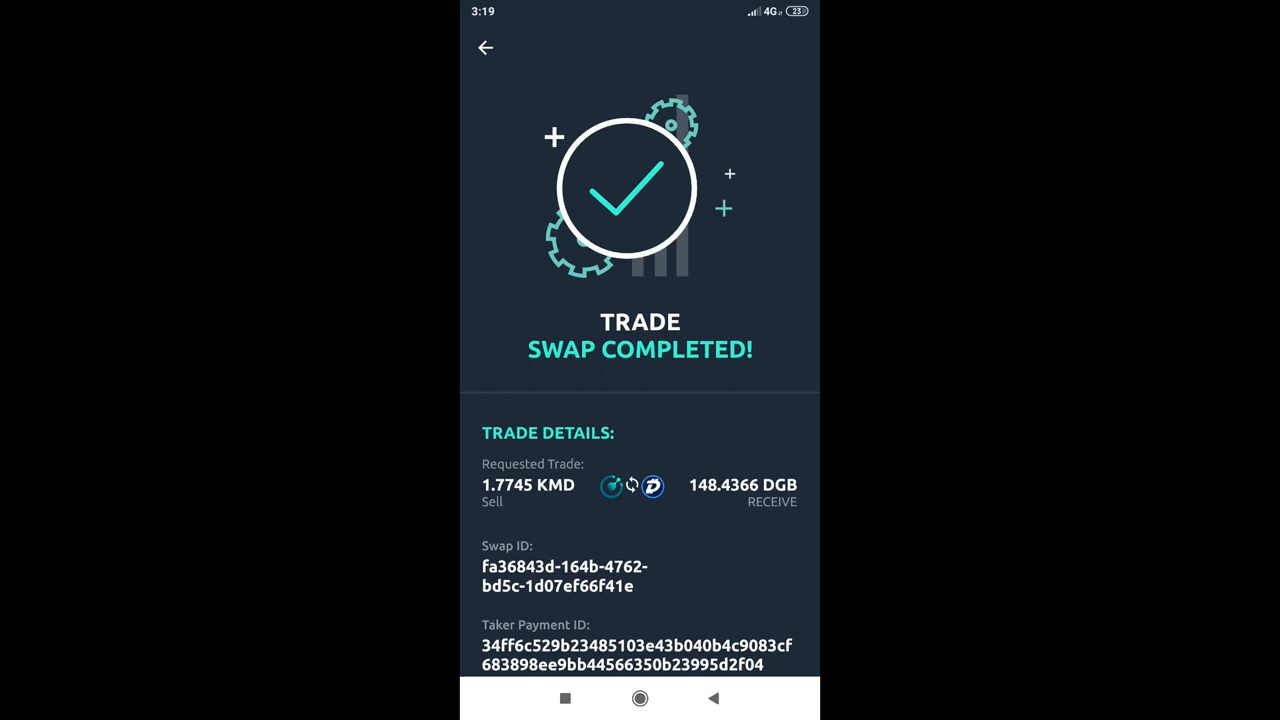 3:19
4G
23
TRADE
SWAP COMPLETED!
TRADE DETAILS:
Requested Trade:
1.7745 KMD
148.4366 DGB
Sell
RECEIVE
Swap ID:
fa36843d-164b-4762-
bd5c-1d07ef66f41e
Taker Payment ID:
34ff6c529b23485103e43b040b4c9083cf
683898ee9bb44566350b23995d2f04